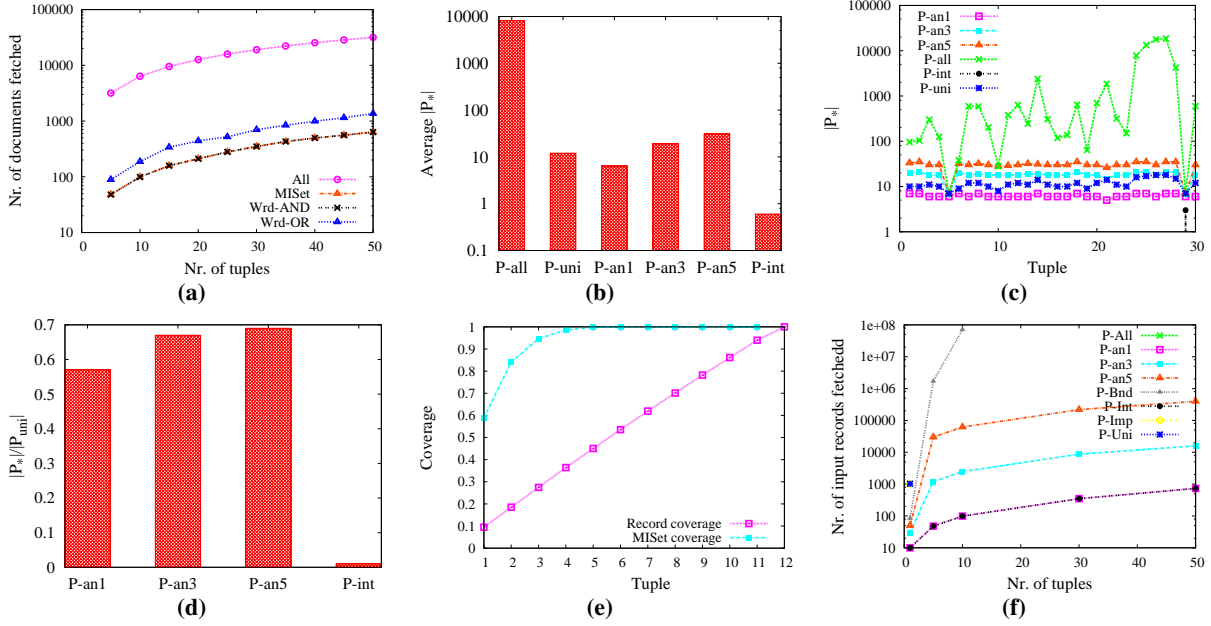 Nr. of documents fetched
100000
10000
1000
100
10
0 10 20 30 40 50
All
MISet
Wrd-AND
Wrd-OR
Nr. of tuples
(a)
Average |P*|
10000
1000
100
10
1
0.1
P-all P-uni P-an1 P-an3 P-an5 P-int
(b)
P-an1
P-an3
P-an5
P-all
P-int
P-uni
|P*|
100000
10000
1000
100
10
1
0 10 20 30
Tuple
(c)
|P*|/|Puni|
0.7
0.6
0.5
0.4
0.3
0.2
0.1
0
P-an1 P-an3 P-an5 P-int
(d)
Coverage
1
0.9
0.8
0.7
0.6
0.5
0.4
0.3
0.2
0.1
0
Record coverage
MISet coverage
1 2 3 4 5 6 7 8 9 10 11 12
Tuple
(e)
Nr. of input records fetchedd
1e+08
1e+07
1e+06
100000
10000
1000
100
10
P-All
P-an1
P-an3
P-an5
P-Bnd
P-Int
P-Imp
P-Uni
0 10 20 30 40 50
Nr. of tuples
(f)